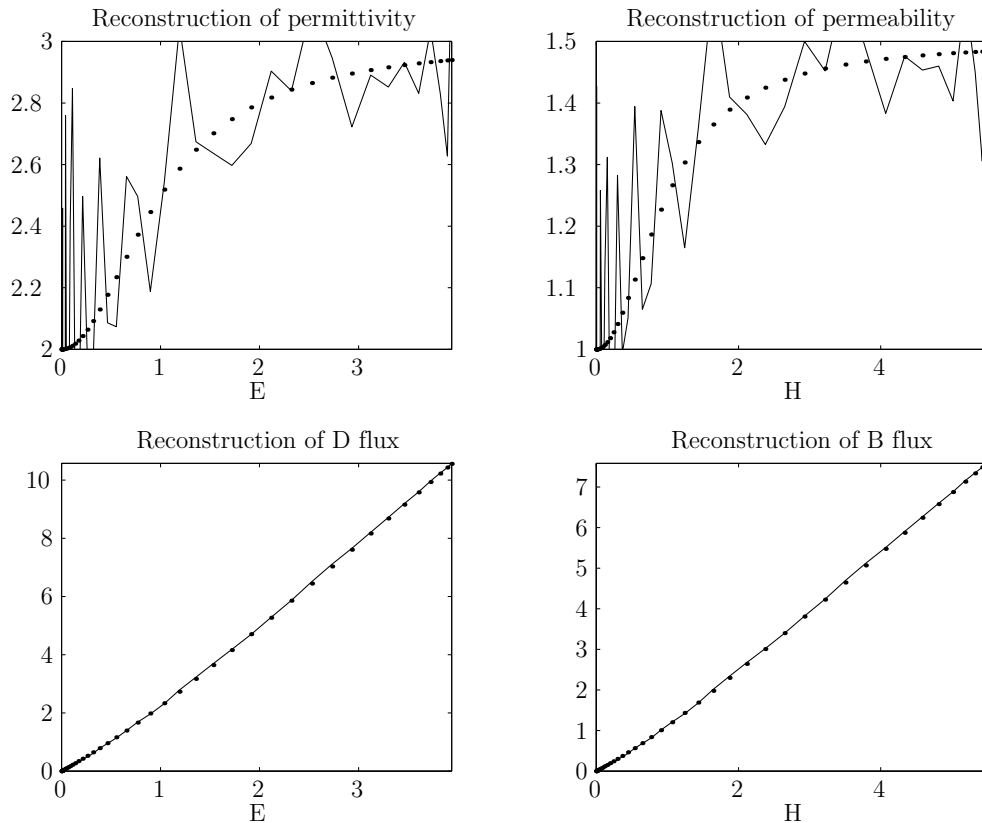 Reconstruction of permittivity
3
2.8
2.6
2.4
2.2
2
0 1 2 3
E
Reconstruction of permeability
1.5
1.4
1.3
1.2
1.1
1
0 2 4
H
Reconstruction of D flux
10
8
6
4
2
0
0 1 2 3
E
Reconstruction of B flux
7
6
5
4
3
2
1
0
0 2 4
H